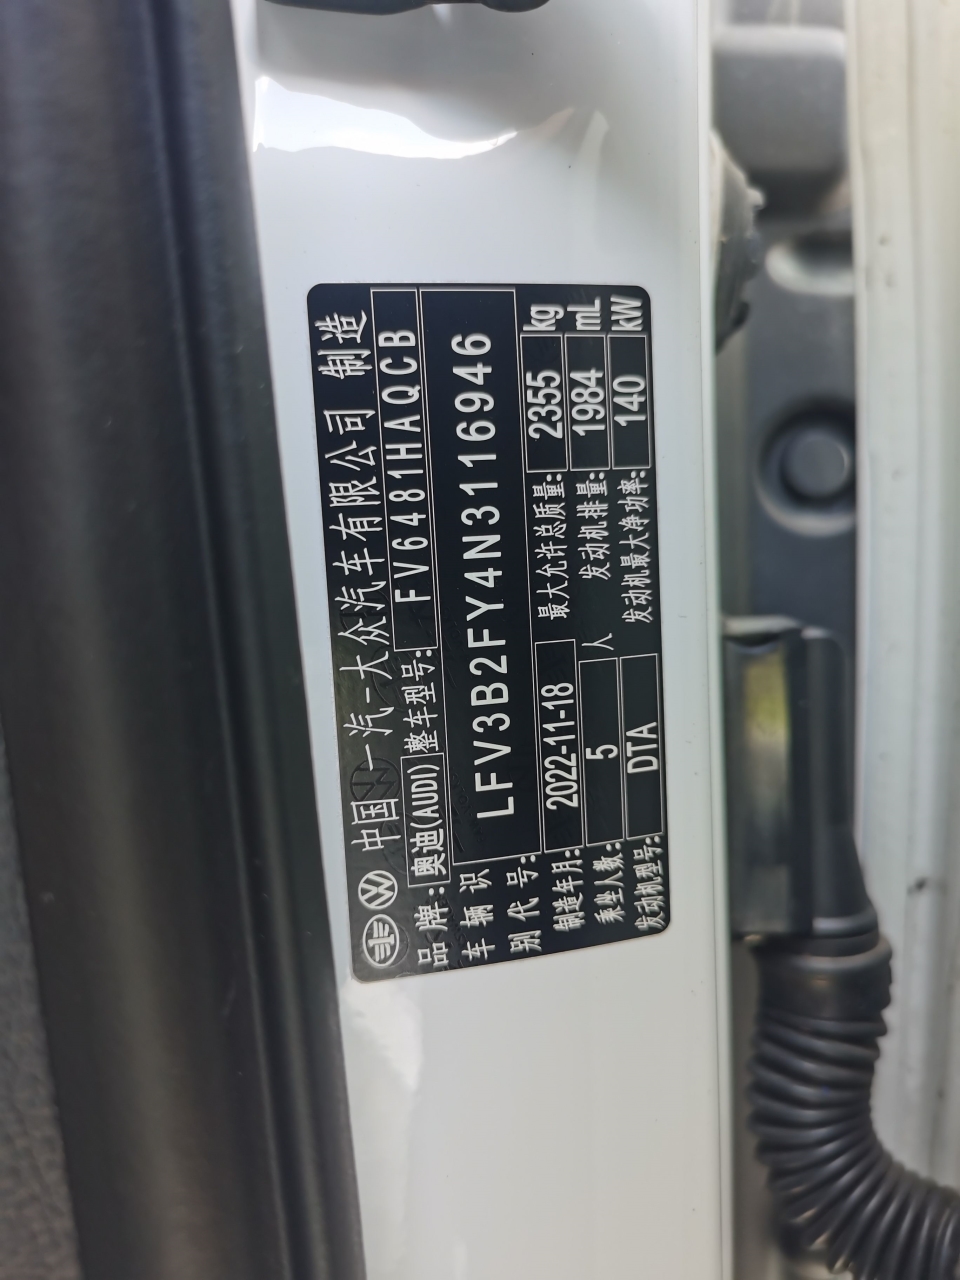 中国一汽-大众汽车有限公司 制造
品牌: 奥迪(AUDI) 整车型号: FV6481HAQCB
车辆识别代号: LFV3B2FY4N3116946
制造年月: 2022-11-18 最大允许总质量: 2355 kg
乘坐人数: 5 人 发动机排量: 1984 mL
发动机型号: DTA 发动机最大净功率: 140 kW